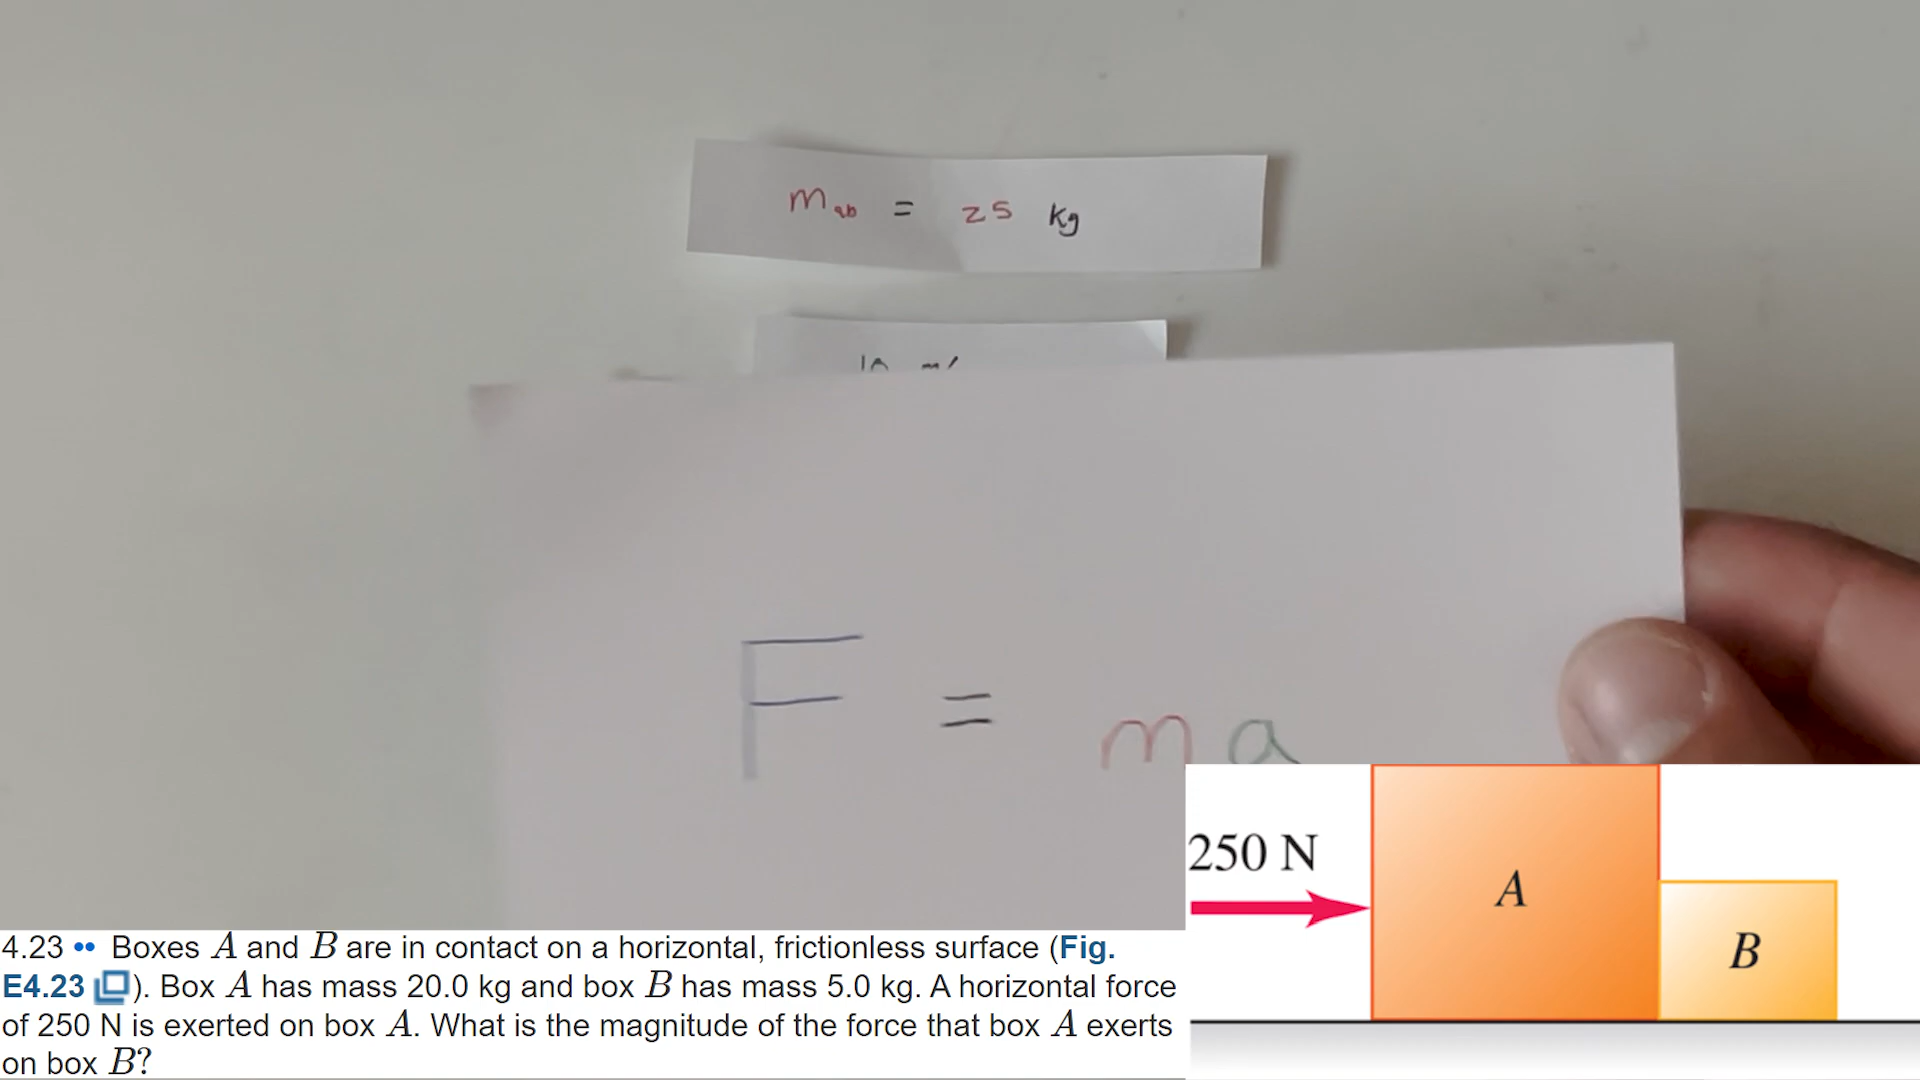 m ab = 25 kg
10 m/
F = ma
250 N
A
B
4.23 •• Boxes A and B are in contact on a horizontal, frictionless surface (Fig.
E4.23). Box A has mass 20.0 kg and box B has mass 5.0 kg. A horizontal force
of 250 N is exerted on box A. What is the magnitude of the force that box A exerts
on box B?